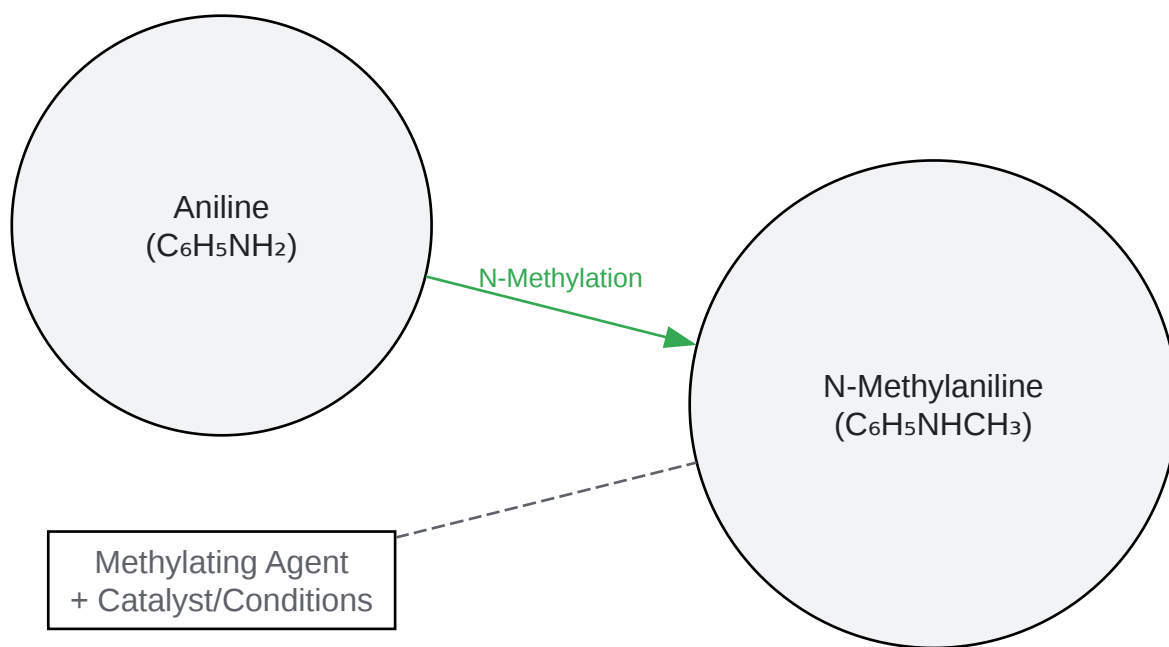 Aniline
(C₆H₅NH₂)
N-Methylation
N-Methylaniline
(C₆H₅NHCH₃)
Methylating Agent
+ Catalyst/Conditions